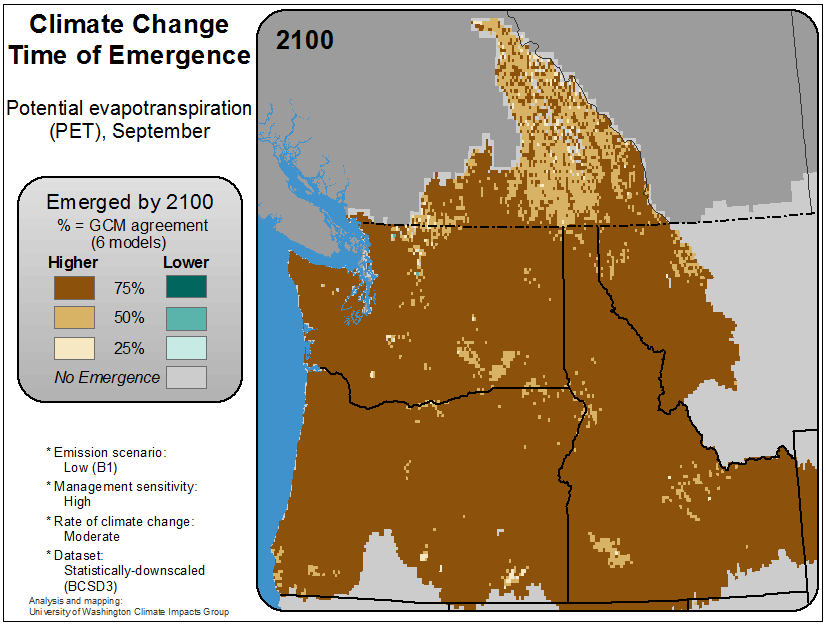 Climate Change
Time of Emergence
Potential evapotranspiration
(PET), September
Emerged by 2100
% = GCM agreement
(6 models)
Higher Lower
75%
50%
25%
No Emergence
* Emission scenario:
Low (B1)
* Management sensitivity:
High
* Rate of climate change:
Moderate
* Dataset:
Statistically-downscaled
(BCSD3)
Analysis and mapping:
University of Washington Climate Impacts Group
2100